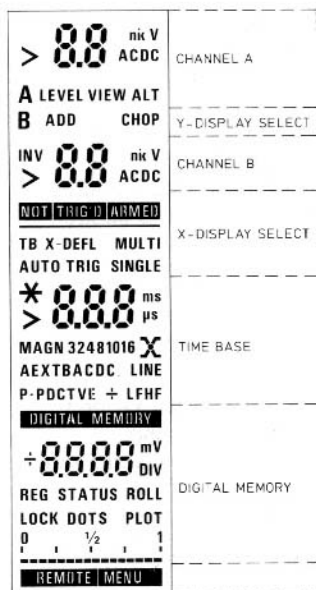 8.8 nk V
> ACDC
CHANNEL A
A LEVEL VIEW ALT
B ADD CHOP
Y-DISPLAY SELECT
INV 8.8 nk V
> ACDC
CHANNEL B
NOT TRIG'D ARMED
X-DISPLAY SELECT
TB X-DEFL MULTI
AUTO TRIG SINGLE
* 8.8.8 ms
> µs
MAGN 32481016 X
TIME BASE
AEXTBACDC LINE
P-PDCTVE ÷ LFHF
DIGITAL MEMORY
÷8.8.8.8 mV
DIV
REG STATUS ROLL
DIGITAL MEMORY
LOCK DOTS PLOT
0 ½ 1
REMOTE MENU